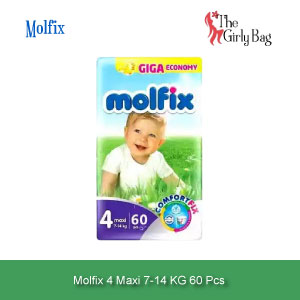 Molfix
The
Girly Bag
GIGA ECONOMY
molfix
4 maxi 60
7-14 kg
COMFORTFIX
Molfix 4 Maxi 7-14 KG 60 Pcs